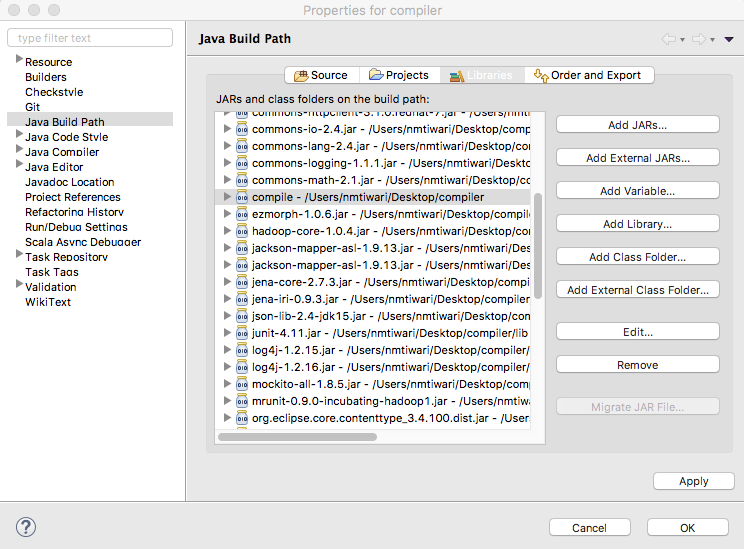 Properties for compiler
type filter text
Resource
Builders
Checkstyle
Git
Java Build Path
Java Code Style
Java Compiler
Java Editor
Javadoc Location
Project References
Refactoring History
Run/Debug Settings
Scala Async Debugger
Task Repository
Task Tags
Validation
WikiText
Java Build Path
Source
Projects
Libraries
Order and Export
JARs and class folders on the build path:
commons-httpclient-3.1.0.redhat-7.jar - /Users/nmtiwari
commons-io-2.4.jar - /Users/nmtiwari/Desktop/comp
commons-lang-2.4.jar - /Users/nmtiwari/Desktop/co
commons-logging-1.1.1.jar - /Users/nmtiwari/Deskto
commons-math-2.1.jar - /Users/nmtiwari/Desktop/co
compile - /Users/nmtiwari/Desktop/compiler
ezmorph-1.0.6.jar - /Users/nmtiwari/Desktop/compil
hadoop-core-1.0.4.jar - /Users/nmtiwari/Desktop/co
jackson-mapper-asl-1.9.13.jar - /Users/nmtiwari/Des
jackson-mapper-asl-1.9.13.jar - /Users/nmtiwari/Des
jena-core-2.7.3.jar - /Users/nmtiwari/Desktop/comp
jena-iri-0.9.3.jar - /Users/nmtiwari/Desktop/compiler
json-lib-2.4-jdk15.jar - /Users/nmtiwari/Desktop/co
junit-4.11.jar - /Users/nmtiwari/Desktop/compiler/lib
log4j-1.2.15.jar - /Users/nmtiwari/Desktop/compiler/
log4j-1.2.16.jar - /Users/nmtiwari/Desktop/compiler/
mockito-all-1.8.5.jar - /Users/nmtiwari/Desktop/com
mrunit-0.9.0-incubating-hadoop1.jar - /Users/nmtiwa
org.eclipse.core.contenttype_3.4.100.dist.jar - /User
Add JARs...
Add External JARs...
Add Variable...
Add Library...
Add Class Folder...
Add External Class Folder...
Edit...
Remove
Migrate JAR File...
Apply
?
Cancel
OK